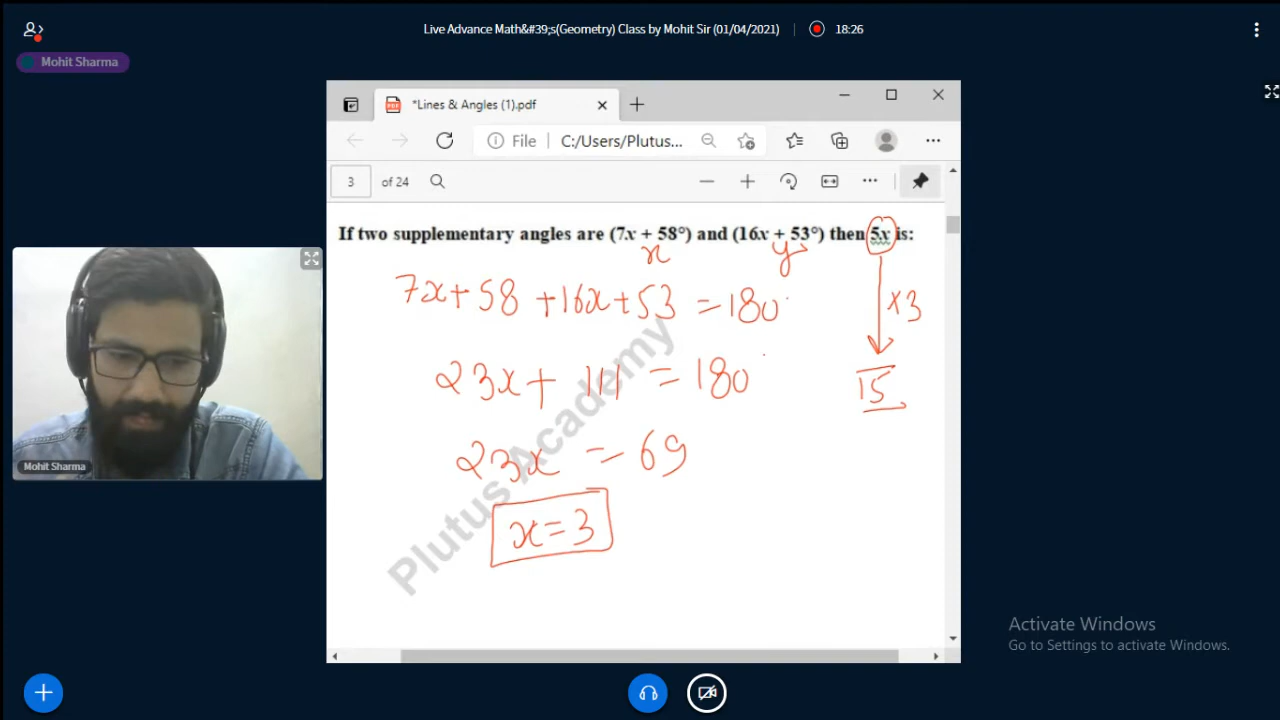 Live Advance Math&#39;s(Geometry) Class by Mohit Sir (01/04/2021)
18:26
Mohit Sharma
*Lines & Angles (1).pdf
File
C:/Users/Plutus...
3 of 24
If two supplementary angles are (7x + 58°) and (16x + 53°) then 5x is:
x
y
7x+58 +16x+53 =180
×3
23x+ 111 =180
15
23x = 69
x=3
Plutus Academy
Mohit Sharma
Activate Windows
Go to Settings to activate Windows.